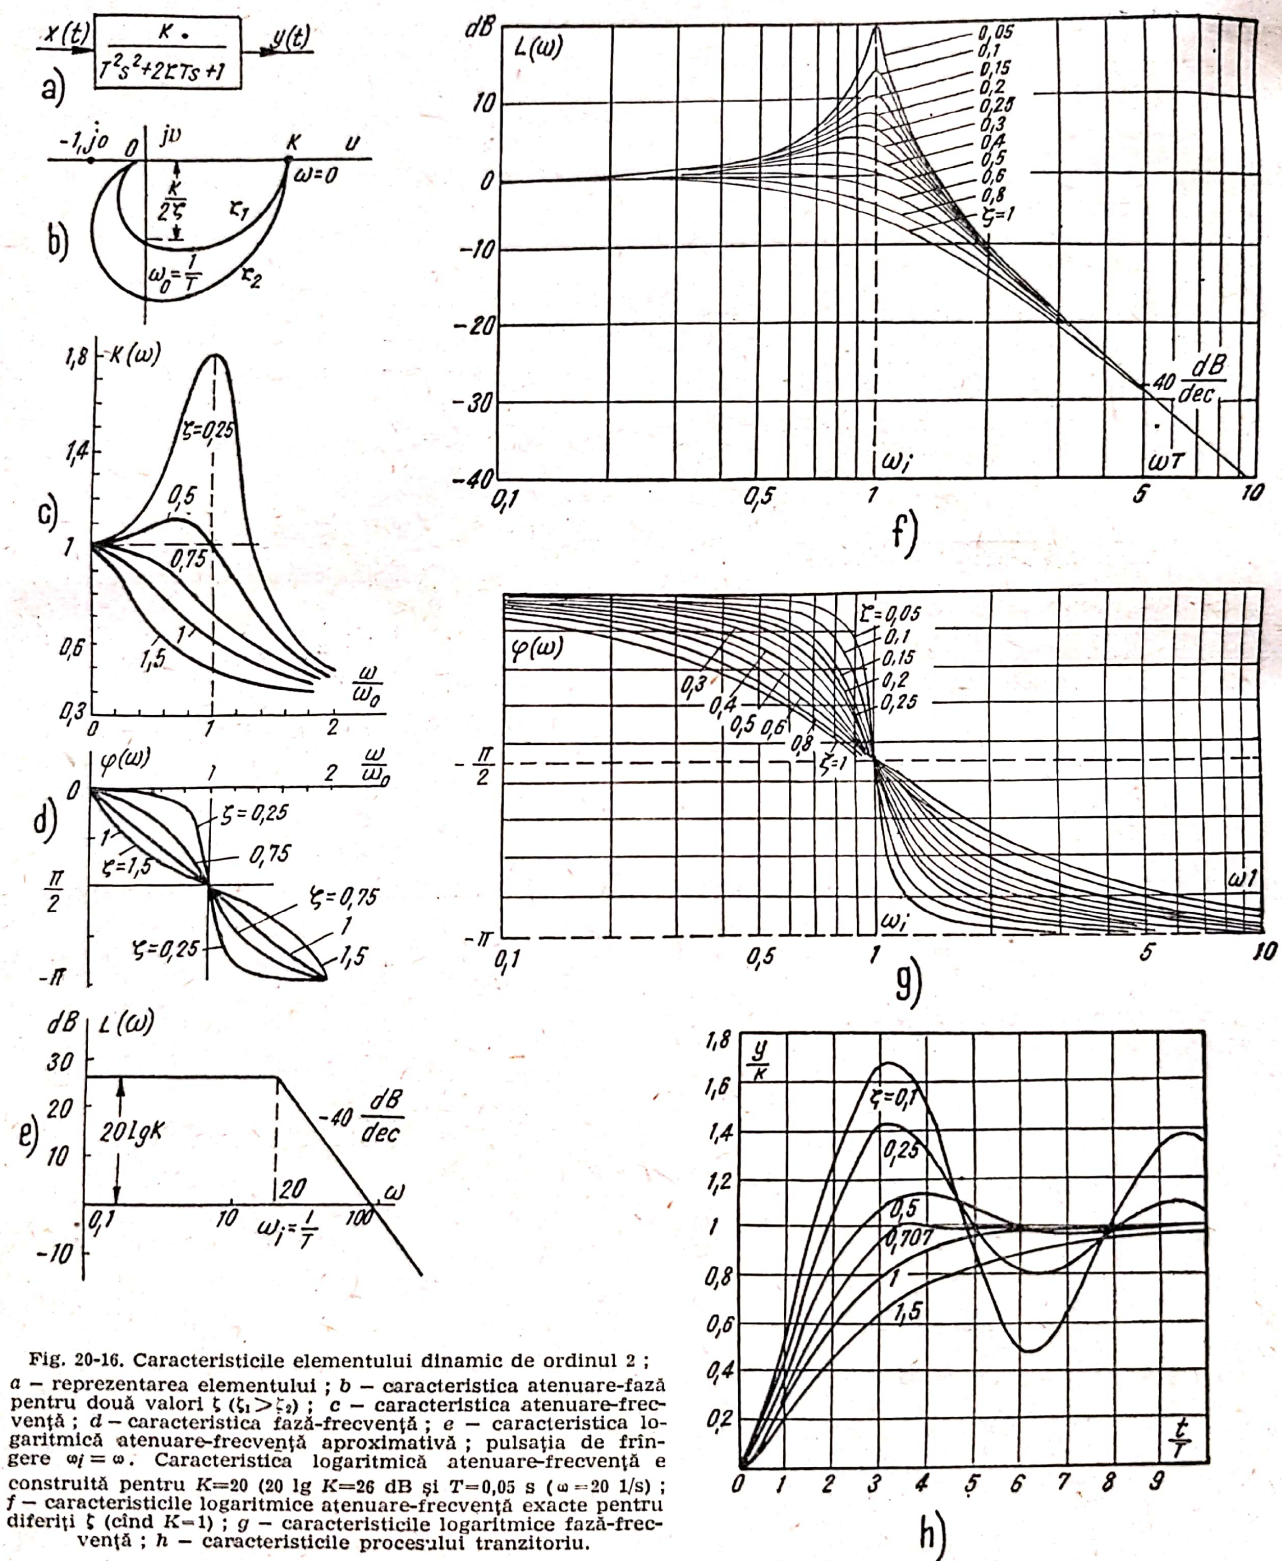 x(t)
K.
T²s²+2ζTs+1
y(t)
a)
-1,j0
0
jv
K
u
ω=0
K
2ζ
ζ₁
ω₀=1/T
ζ₂
b)
1,8
K(ω)
ζ=0,25
1,4
0,5
c)
1
0,75
0,6
1
1,5
ω/ω₀
0,3
0
1
2
φ(ω)
1
2
ω/ω₀
0
d)
ζ=0,25
1
ζ=1,5
0,75
π/2
ζ=0,75
1
ζ=0,25
1,5
-π
dB
L(ω)
30
20
-40 dB/dec
e)
20lgK
10
20
ω
0,1
10
ωi=1/T
100
-10
dB
L(ω)
0,05
0,1
0,15
0,2
0,25
0,3
0,4
0,5
0,6
0,8
ζ=1
10
0
-10
-20
-30
-40
-40 dB/dec
ωi
ωT
0,1
0,5
1
5
10
f)
φ(ω)
ζ=0,05
0,1
0,15
0,2
0,25
0,3
0,4
0,5
0,6
0,8
ζ=1
-π/2
ωi
ω1
-π
0,1
0,5
1
5
10
g)
1,8
y/K
1,6
ζ=0,1
1,4
0,25
1,2
0,5
1
0,707
0,8
1
1,5
0,6
0,4
0,2
t/T
0
1
2
3
4
5
6
7
8
9
h)
Fig. 20-16. Caracteristicile elementului dinamic de ordinul 2 ;
a — reprezentarea elementului ; b — caracteristica atenuare-fază
pentru două valori ζ (ζ₁>ζ₂) ; c — caracteristica atenuare-frec-
vență ; d — caracteristica fază-frecvență ; e — caracteristica lo-
garitmică atenuare-frecvență aproximativă ; pulsația de frîn-
gere ωi = ω. Caracteristica logaritmică atenuare-frecvență e
construită pentru K=20 (20 lg K=26 dB și T=0,05 s (ω=20 1/s) ;
f — caracteristicile logaritmice atenuare-frecvență exacte pentru
diferiți ζ (cînd K=1) ; g — caracteristicile logaritmice fază-frec-
vență ; h — caracteristicile procesului tranzitoriu.